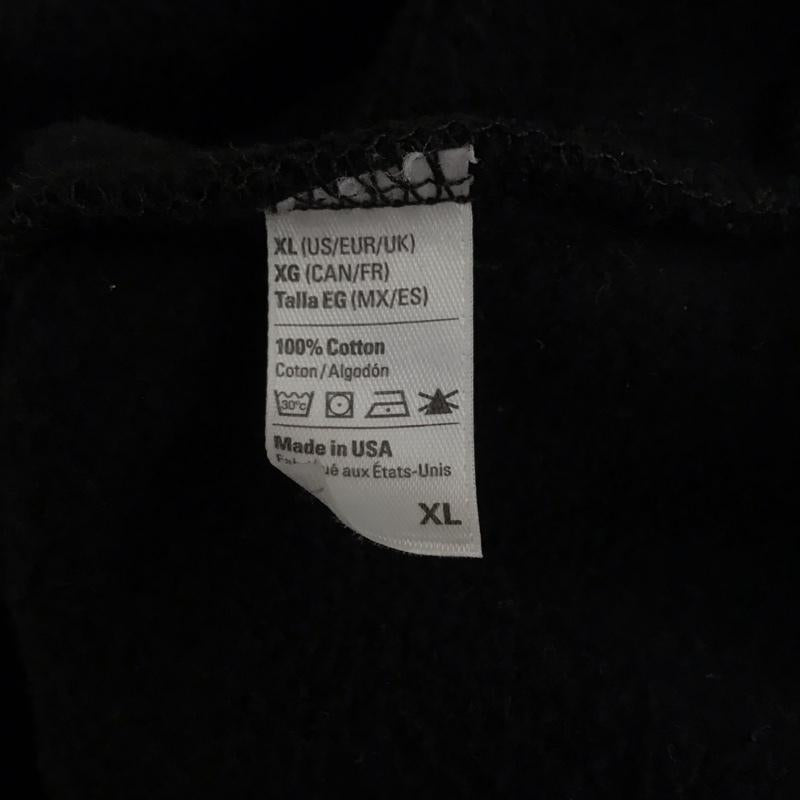 XL (US/EUR/UK)
XG (CAN/FR)
Talla EG (MX/ES)
100% Cotton
Coton/Algodón
30°C
Made in USA
aux États-Unis
XL